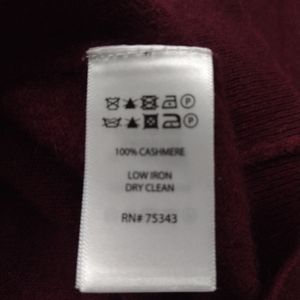 P
P
100% CASHMERE
LOW IRON
DRY CLEAN
RN# 75343